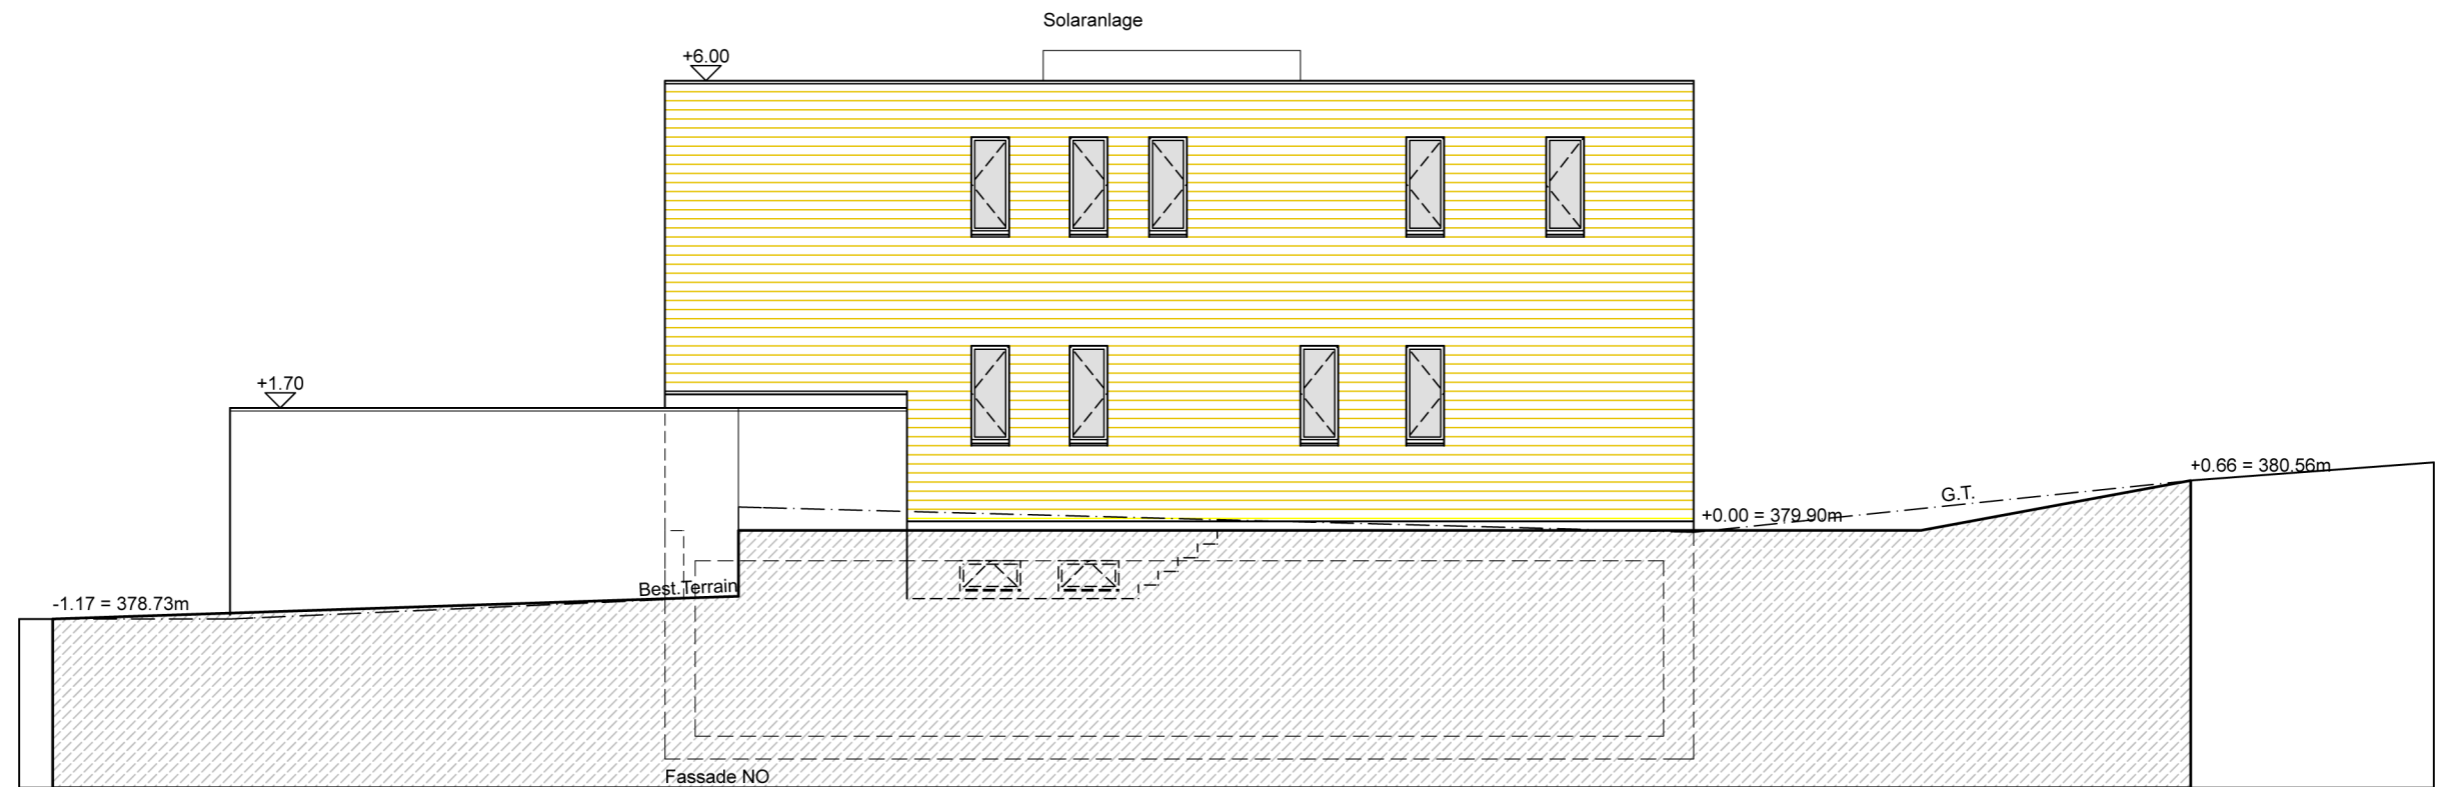 Solaranlage
+6.00
+1.70
+0.66 = 380.56m
G.T.
+0.00 = 379.90m
Best.Terrain
-1.17 = 378.73m
Fassade NO